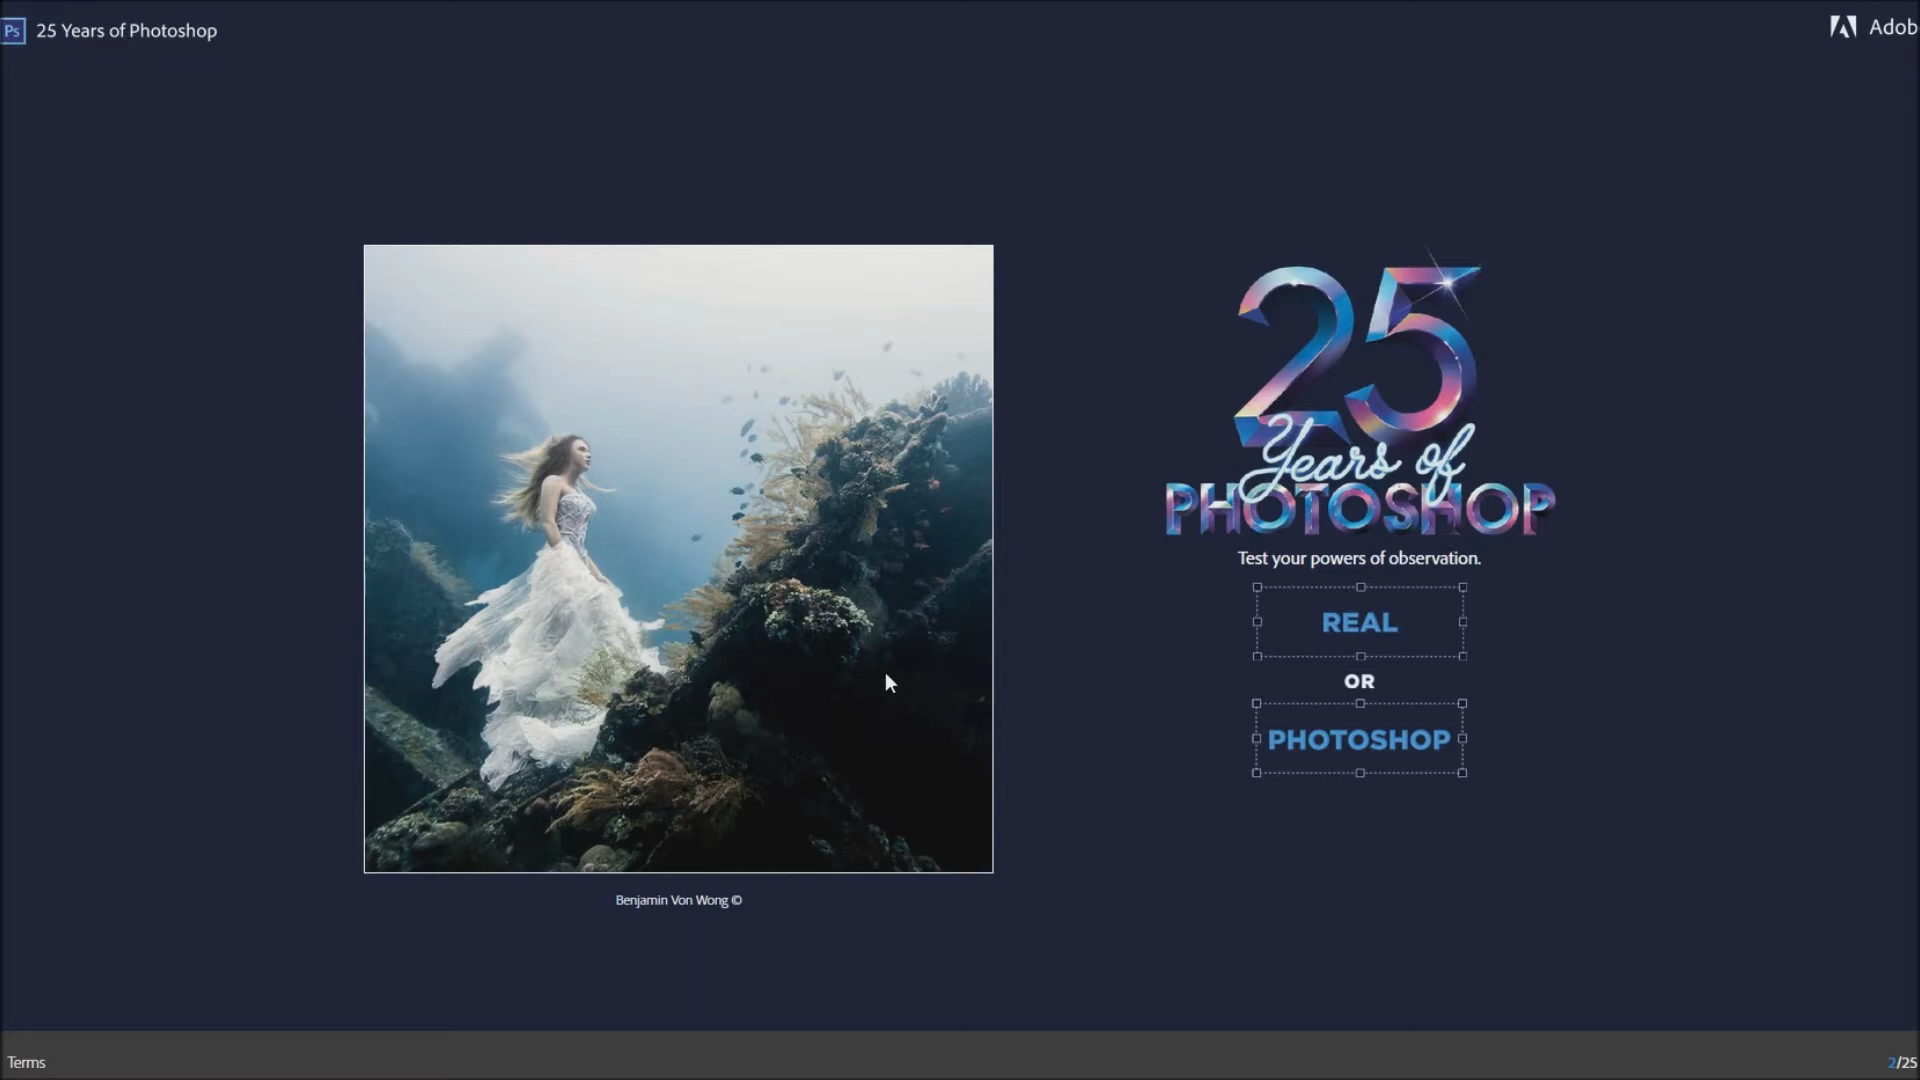 Ps 25 Years of Photoshop
Adob
25
Years of
PHOTOSHOP
Test your powers of observation.
REAL
OR
PHOTOSHOP
Benjamin Von Wong ©
Terms
2/25